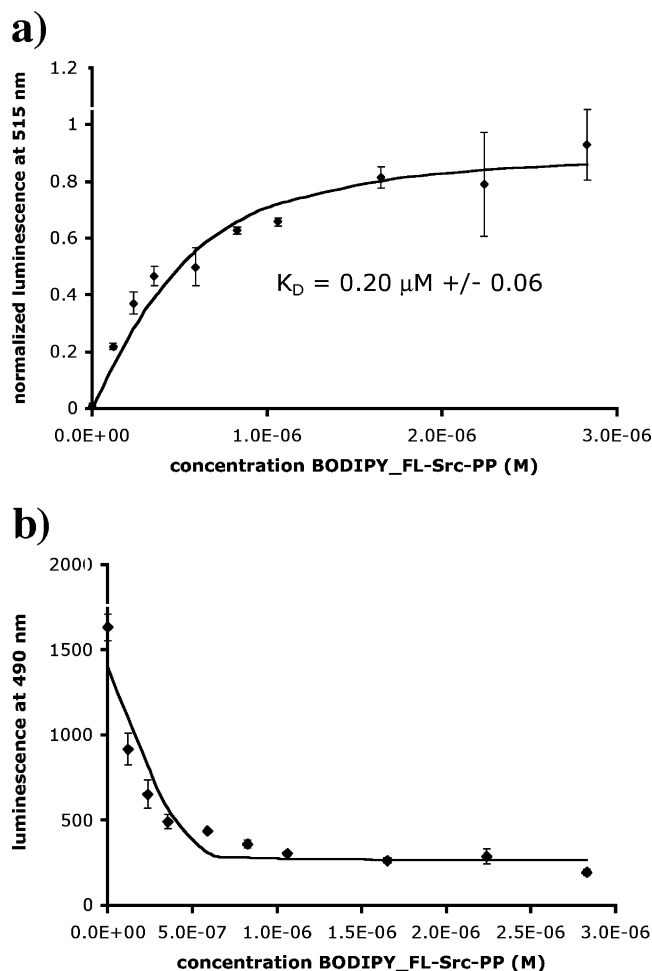 a)
1.2
1
0.8
0.6
0.4
0.2
0
normalized luminescence at 515 nm
K_D = 0.20 μM +/- 0.06
0.0E+00 1.0E-06 2.0E-06 3.0E-06
concentration BODIPY_FL-Src-PP (M)
b)
2000
1500
1000
500
0
luminescence at 490 nm
0.0E+00 5.0E-07 1.0E-06 1.5E-06 2.0E-06 2.5E-06 3.0E-06
concentration BODIPY_FL-Src-PP (M)